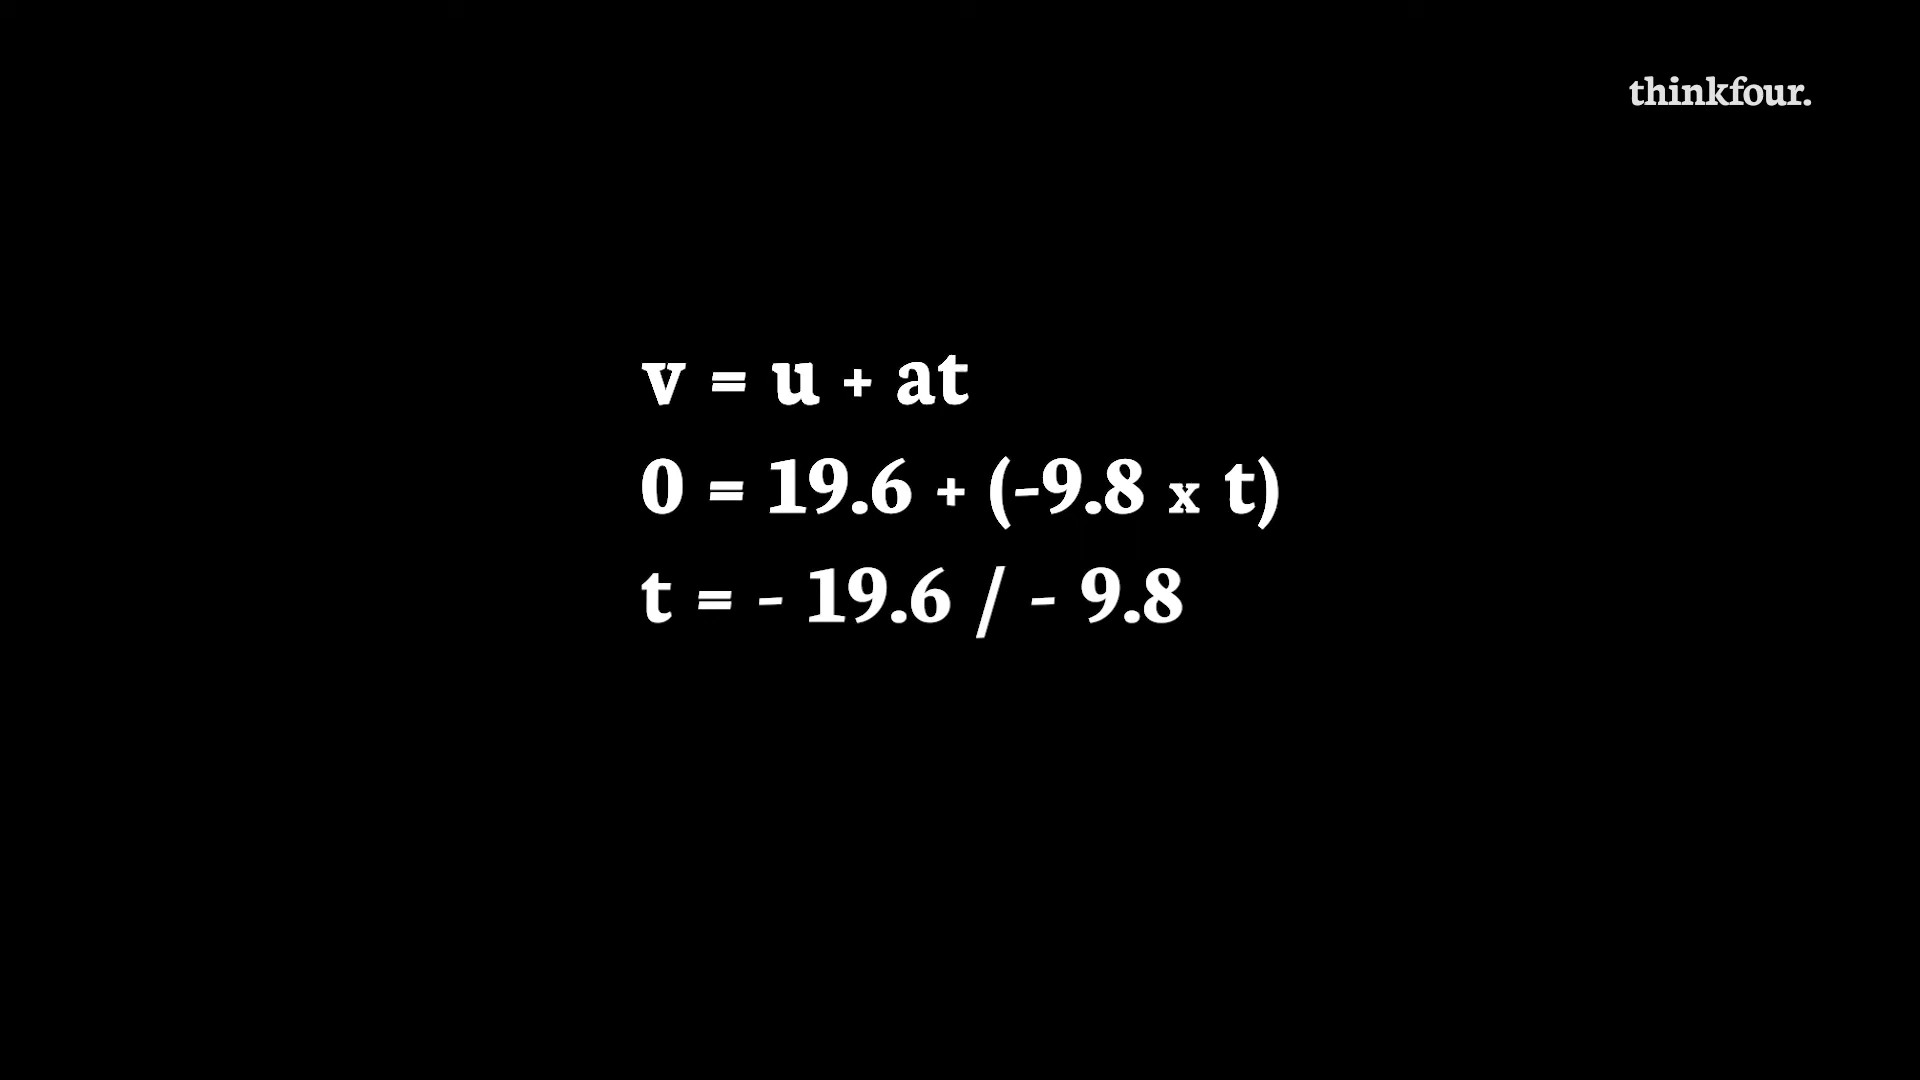 thinkfour.
v = u + at
0 = 19.6 + (-9.8 x t)
t = - 19.6 / - 9.8